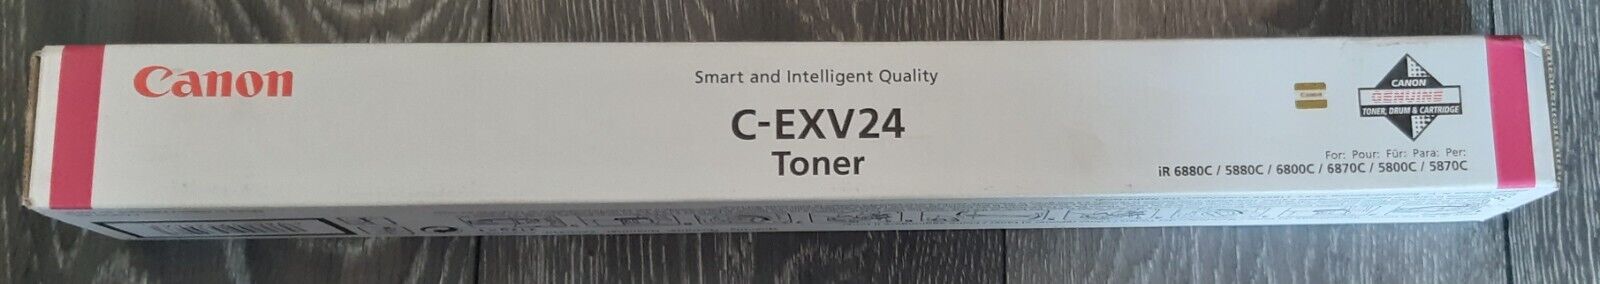 Canon
Smart and Intelligent Quality
C-EXV24
Toner
Canon
CANON
GENUINE
TONER, DRUM & CARTRIDGE
For: Pour: Für: Para: Per:
iR 6880C / 5880C / 6800C / 6870C / 5800C / 5870C